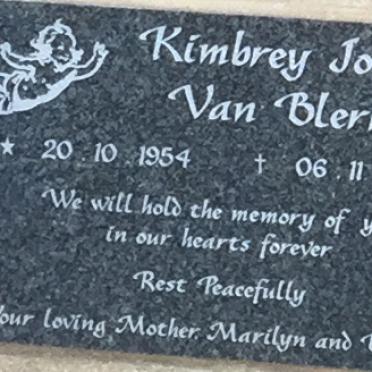 Kimbrey Jo
Van Bler
★ 20.10.1954 † 06.11
We will hold the memory of y
in our hearts forever
Rest Peacefully
Your loving Mother, Marilyn and